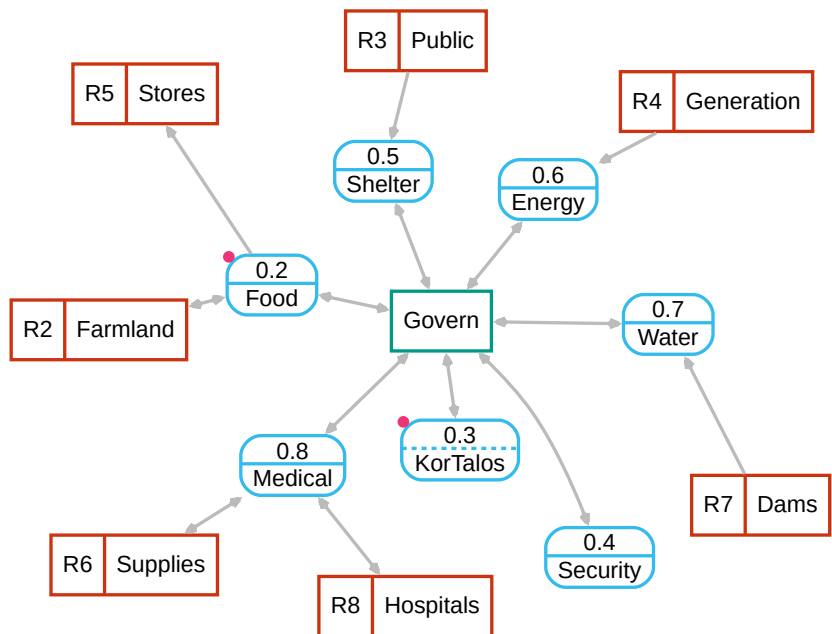 R3 Public
R5 Stores
R4 Generation
0.5
Shelter
0.6
Energy
0.2
Food
R2 Farmland
Govern
0.7
Water
0.3
KorTalos
0.8
Medical
R7 Dams
0.4
Security
R6 Supplies
R8 Hospitals